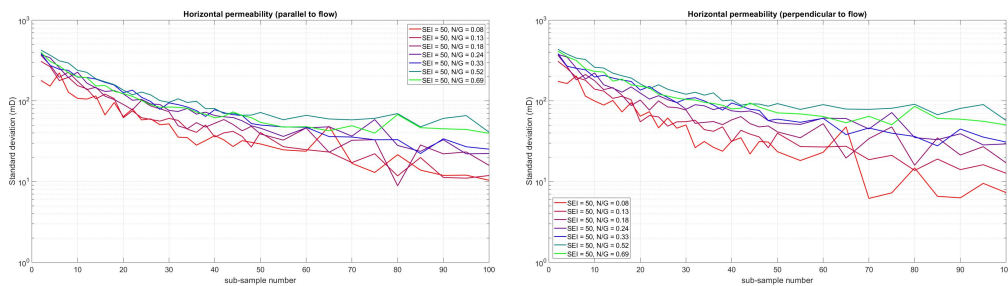 Horizontal permeability (parallel to flow)
10³
10²
10¹
10⁰
Standard deviation (mD)
0 10 20 30 40 50 60 70 80 90 100
sub-sample number
SEI = 50, N/G = 0.08
SEI = 50, N/G = 0.13
SEI = 50, N/G = 0.18
SEI = 50, N/G = 0.24
SEI = 50, N/G = 0.33
SEI = 50, N/G = 0.52
SEI = 50, N/G = 0.69
Horizontal permeability (perpendicular to flow)
10³
10²
10¹
10⁰
Standard deviation (mD)
0 10 20 30 40 50 60 70 80 90 100
sub-sample number
SEI = 50, N/G = 0.08
SEI = 50, N/G = 0.13
SEI = 50, N/G = 0.18
SEI = 50, N/G = 0.24
SEI = 50, N/G = 0.33
SEI = 50, N/G = 0.52
SEI = 50, N/G = 0.69